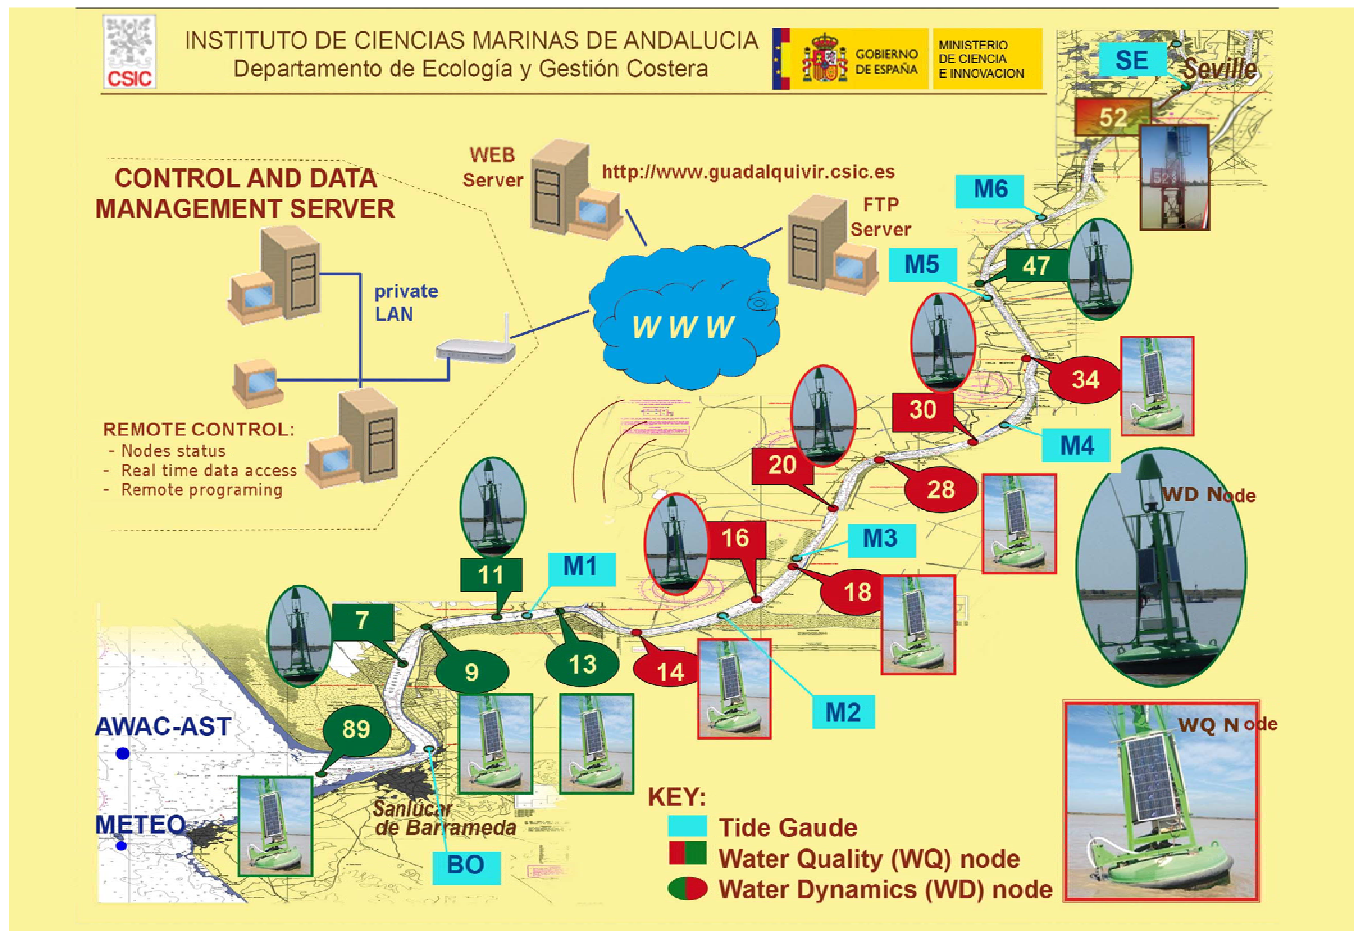 CSIC
INSTITUTO DE CIENCIAS MARINAS DE ANDALUCIA
Departamento de Ecología y Gestión Costera
GOBIERNO
DE ESPAÑA
MINISTERIO
DE CIENCIA
E INNOVACION
SE
Seville
52
WEB
Server
http://www.guadalquivir.csic.es
FTP
Server
CONTROL AND DATA
MANAGEMENT SERVER
private
LAN
W W W
M6
M5
47
34
30
M4
20
28
REMOTE CONTROL:
- Nodes status
- Real time data access
- Remote programing
WD Node
16
M3
18
11
M1
7
9
13
14
M2
WQ Node
AWAC-AST
89
METEO
Sanlúcar
de Barrameda
BO
KEY:
Tide Gaude
Water Quality (WQ) node
Water Dynamics (WD) node